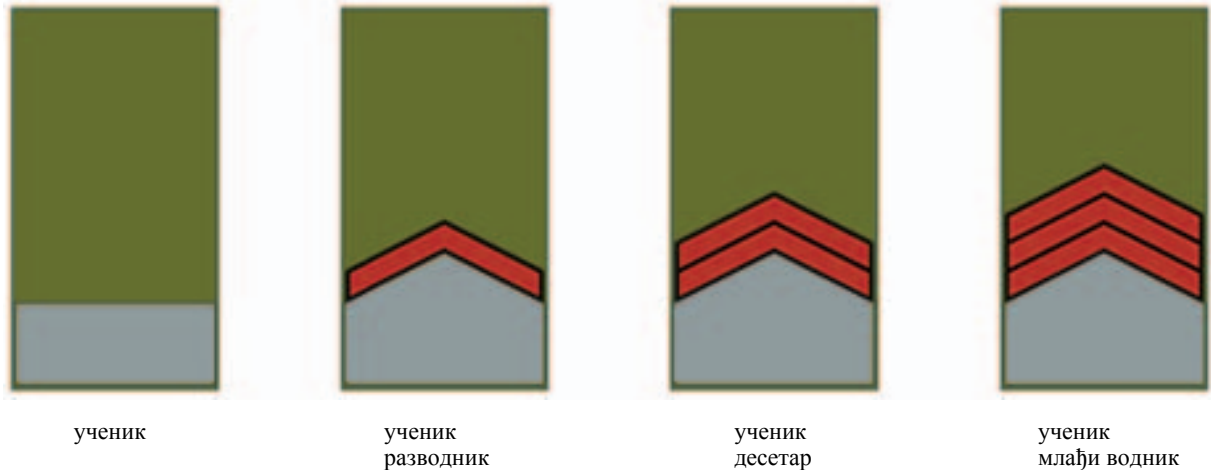 ученик
ученик
разводник
ученик
десетар
ученик
млађи водник